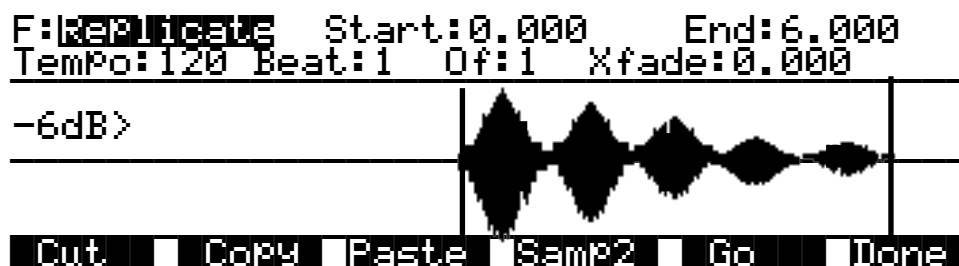 F:Replicate Start:0.000 End:6.000
Tempo:120 Beat:1 Of:1 Xfade:0.000
-6dB>
Cut Copy Paste Samp2 Go Done